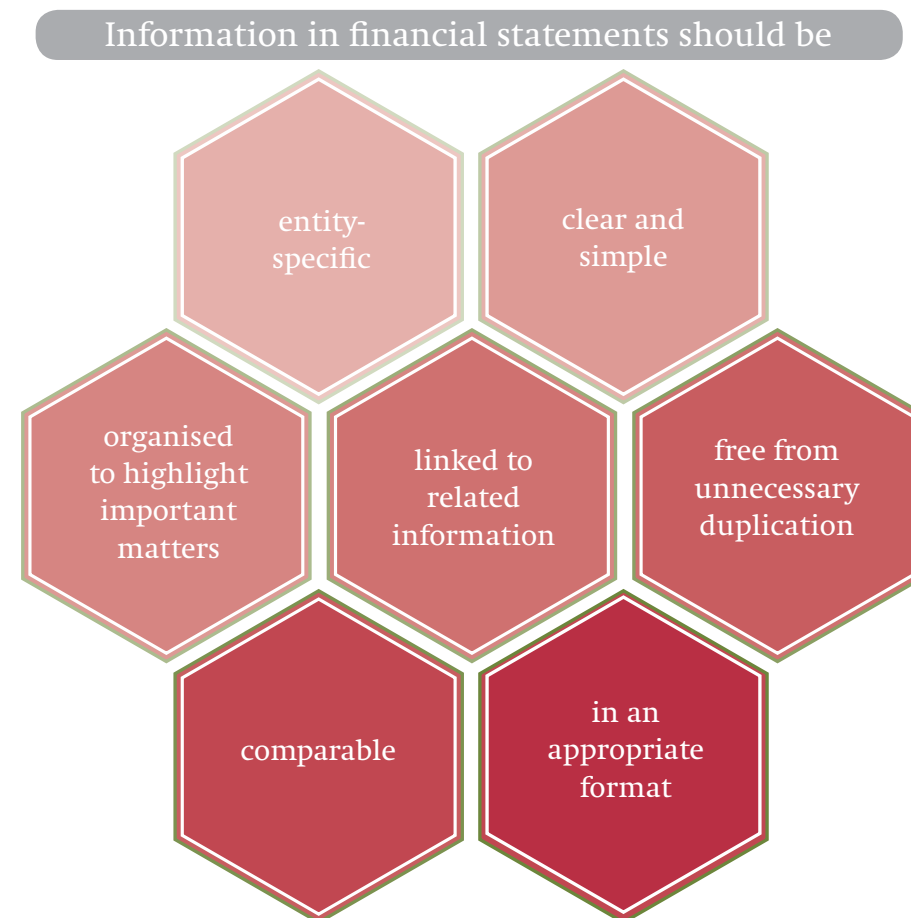 Information in financial statements should be
entity-
specific
clear and
simple
organised
to highlight
important
matters
linked to
related
information
free from
unnecessary
duplication
comparable
in an
appropriate
format